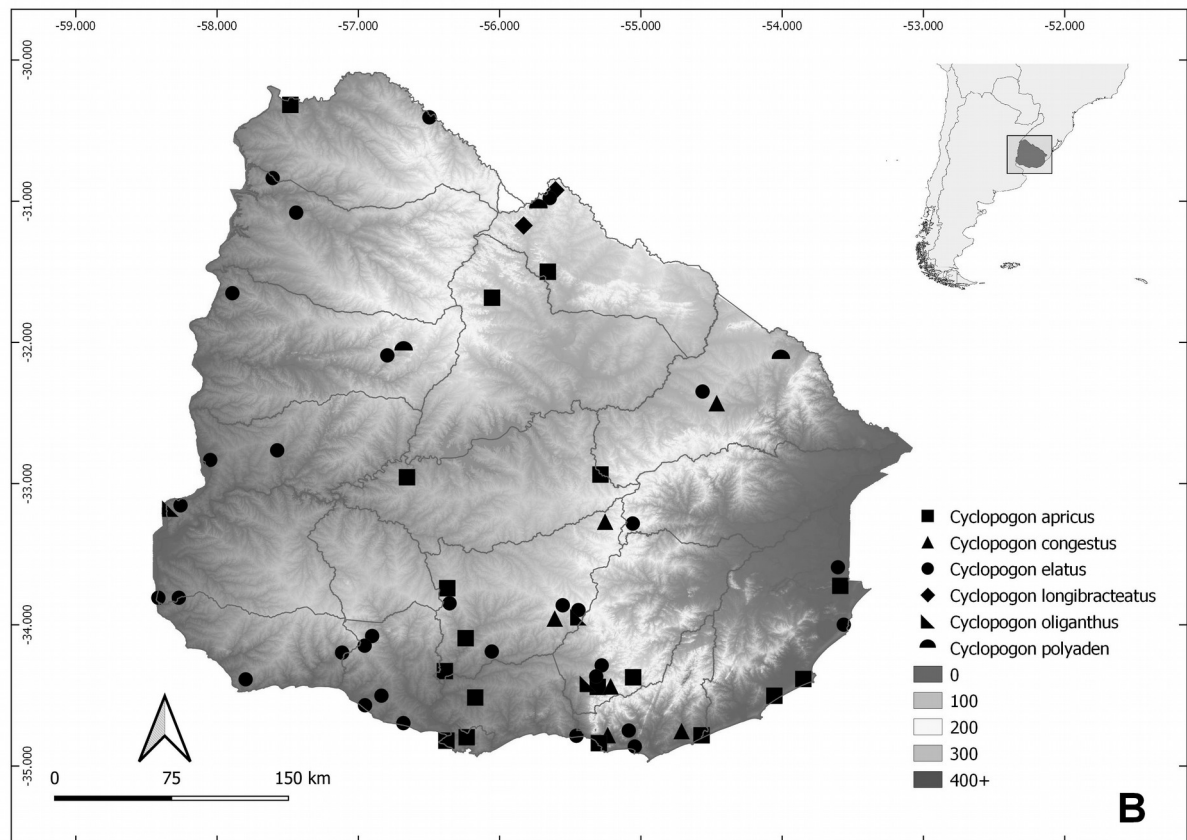 -59.000 -58.000 -57.000 -56.000 -55.000 -54.000 -53.000 -52.000
-30.000
-31.000
-32.000
-33.000
-34.000
-35.000
Cyclopogon apricus
Cyclopogon congestus
Cyclopogon elatus
Cyclopogon longibracteatus
Cyclopogon oliganthus
Cyclopogon polyaden
0
100
200
300
400+
0 75 150 km
B